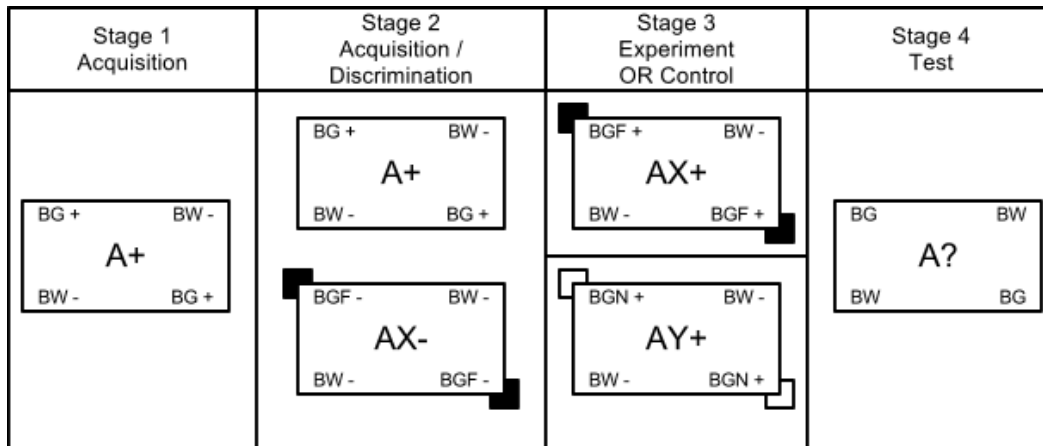 Stage 1
Acquisition
Stage 2
Acquisition /
Discrimination
Stage 3
Experiment
OR Control
Stage 4
Test
BG + BW -
A+
BW - BG +
BG + BW -
A+
BW - BG +
BGF - BW -
AX-
BW - BGF -
BGF + BW -
AX+
BW - BGF +
BGN + BW -
AY+
BW - BGN +
BG BW
A?
BW BG